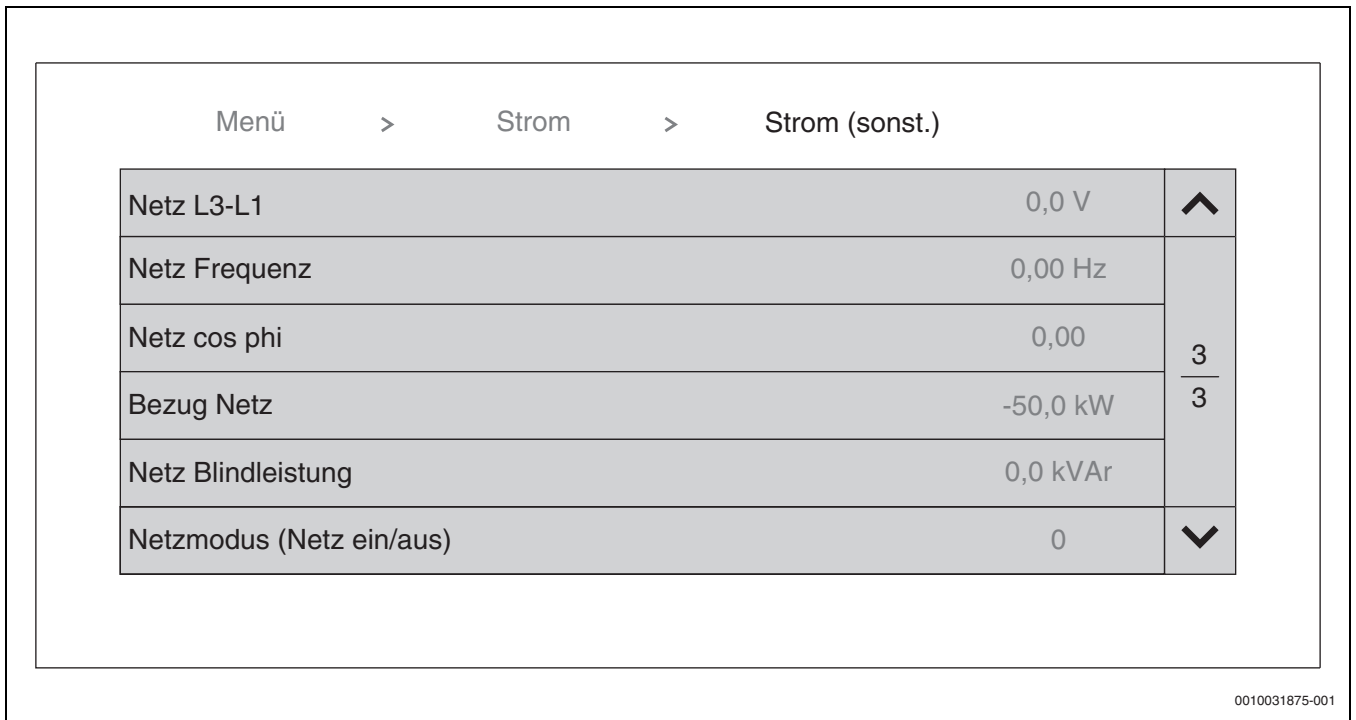 Menü > Strom > Strom (sonst.)
Netz L3-L1 0,0 V
Netz Frequenz 0,00 Hz
Netz cos phi 0,00
3
3
Bezug Netz -50,0 kW
Netz Blindleistung 0,0 kVAr
Netzmodus (Netz ein/aus) 0
0010031875-001